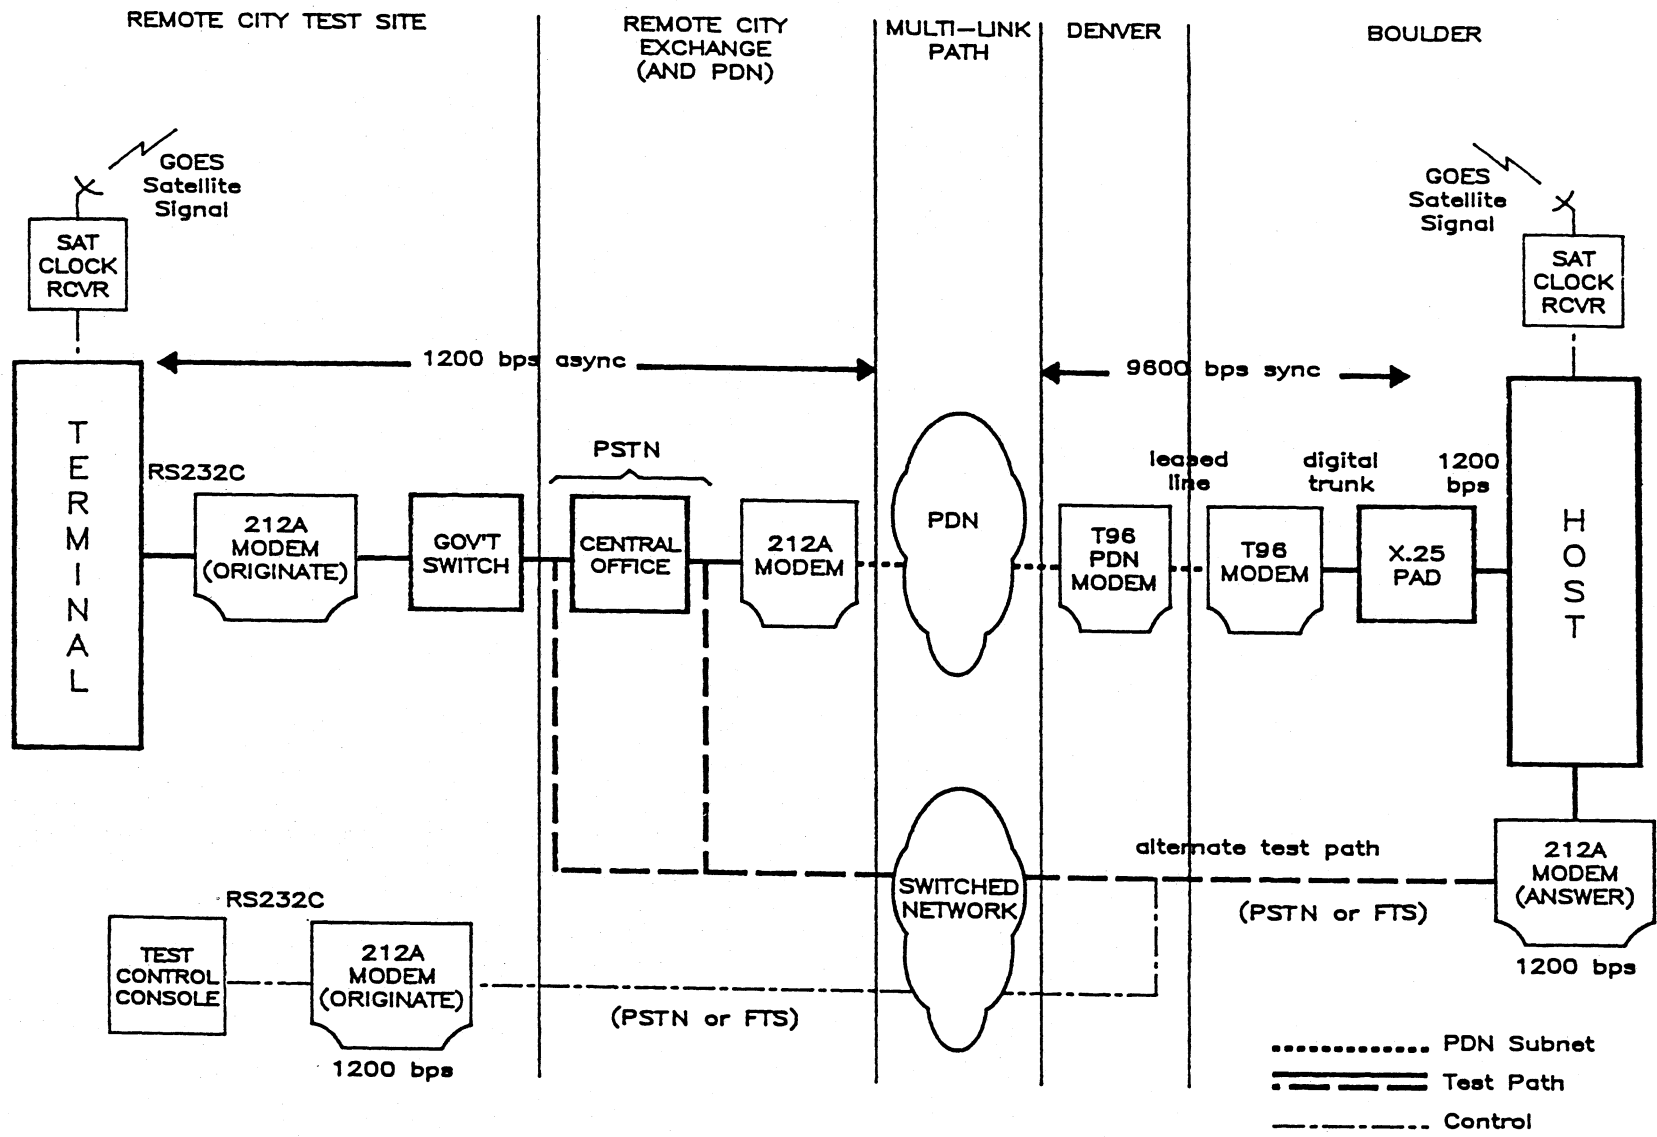 REMOTE CITY TEST SITE
REMOTE CITY
EXCHANGE
(AND PDN)
MULTI-LINK
PATH
DENVER
BOULDER
GOES
Satellite
Signal
SAT
CLOCK
RCVR
GOES
Satellite
Signal
SAT
CLOCK
RCVR
1200 bps async
9600 bps sync
TERMINAL
RS232C
212A
MODEM
(ORIGINATE)
GOV'T
SWITCH
PSTN
CENTRAL
OFFICE
212A
MODEM
PDN
T96
PDN
MODEM
leased
line
T96
MODEM
digital
trunk
X.25
PAD
1200
bps
HOST
alternate test path
SWITCHED
NETWORK
(PSTN or FTS)
212A
MODEM
(ANSWER)
1200 bps
RS232C
TEST
CONTROL
CONSOLE
212A
MODEM
(ORIGINATE)
1200 bps
(PSTN or FTS)
PDN Subnet
Test Path
Control